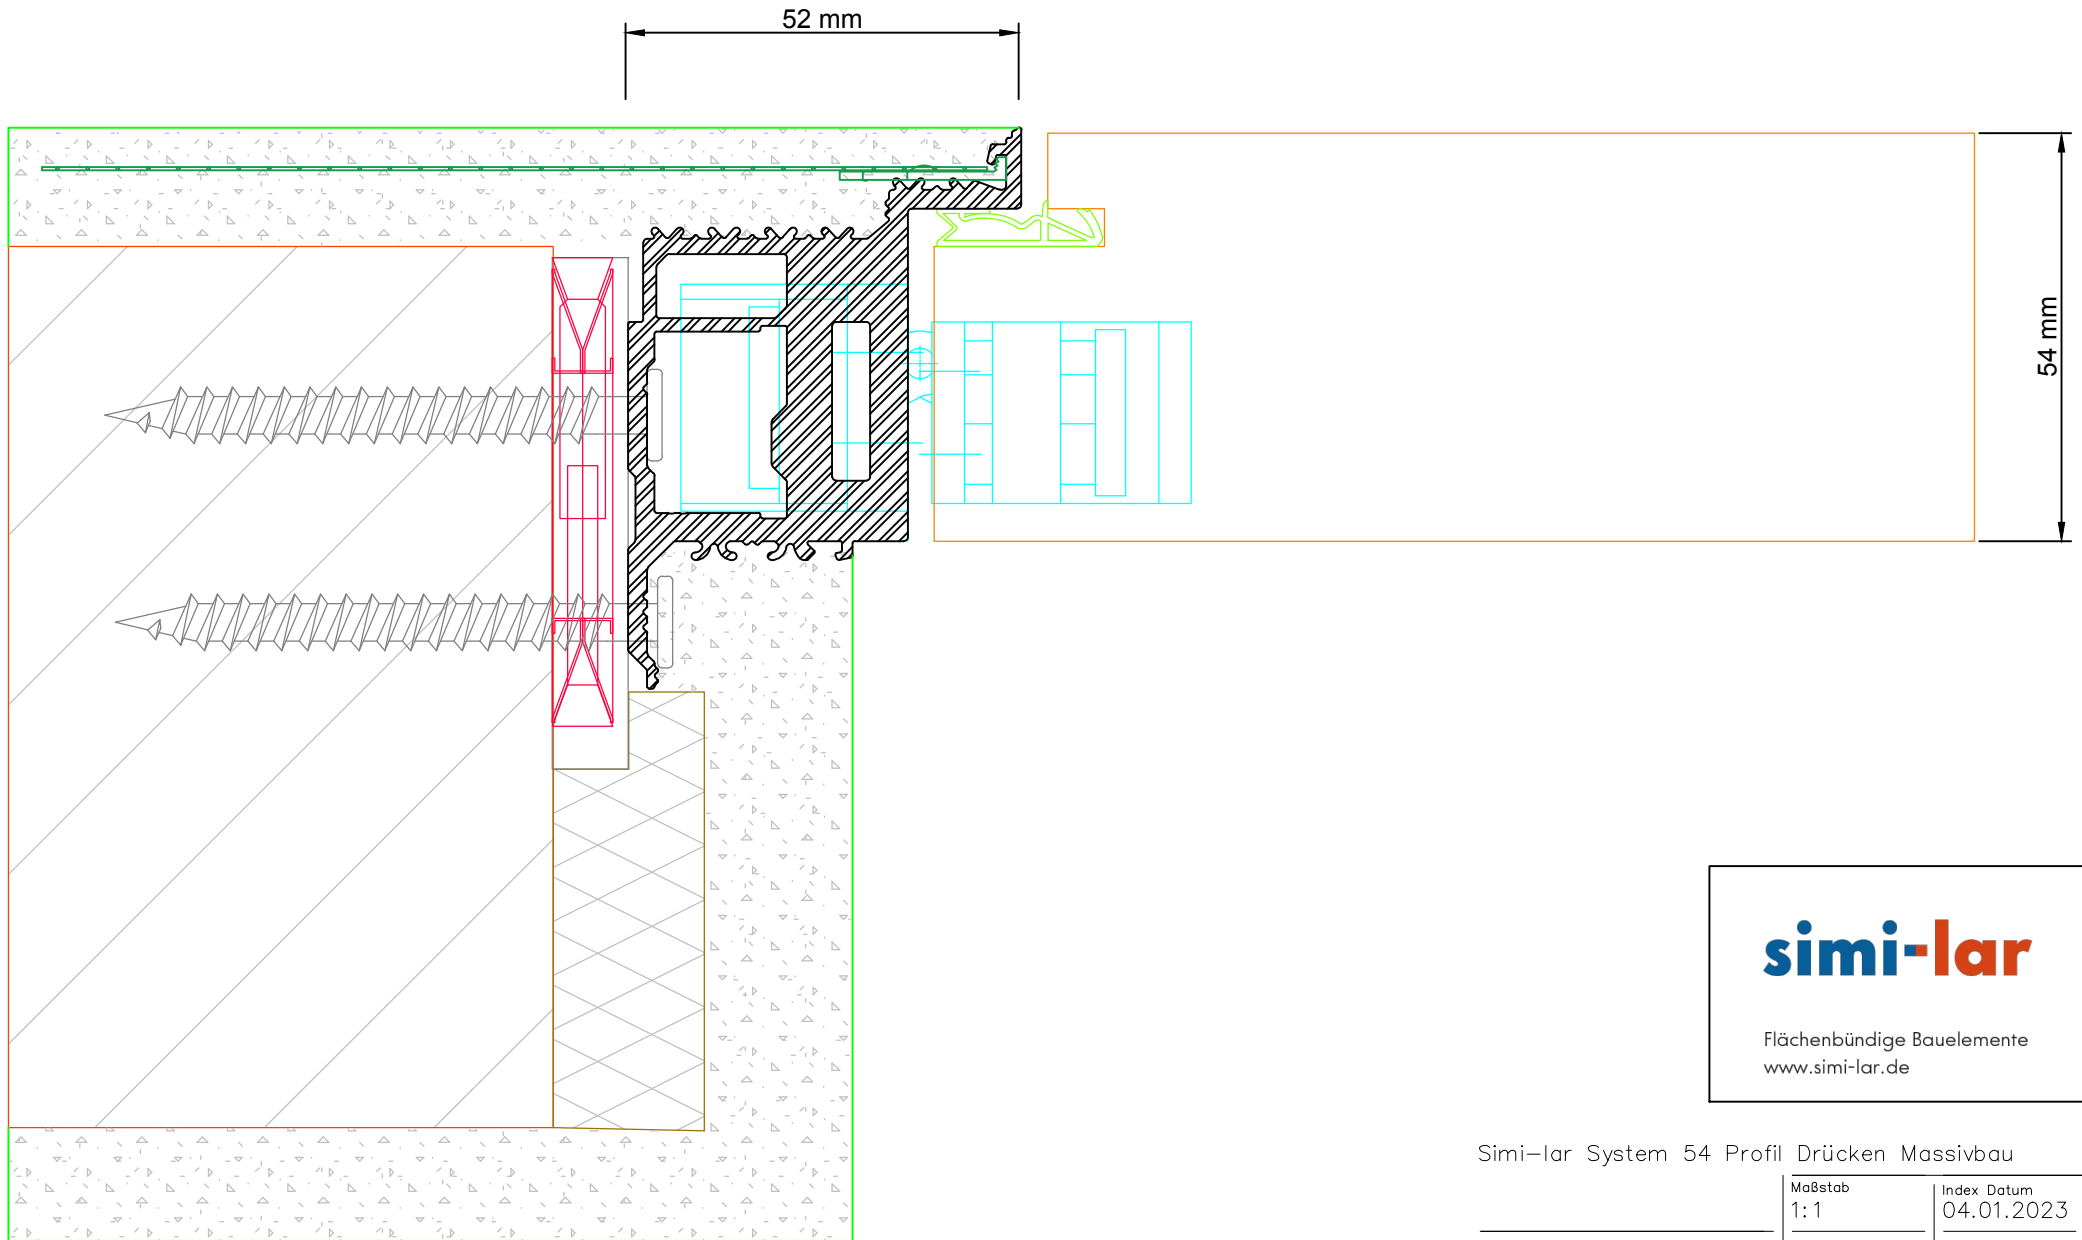 52 mm
54 mm
simi-lar
Flächenbündige Bauelemente
www.simi-lar.de
Simi-lar System 54 Profil Drücken Massivbau
Maßstab
1:1
Index Datum
04.01.2023